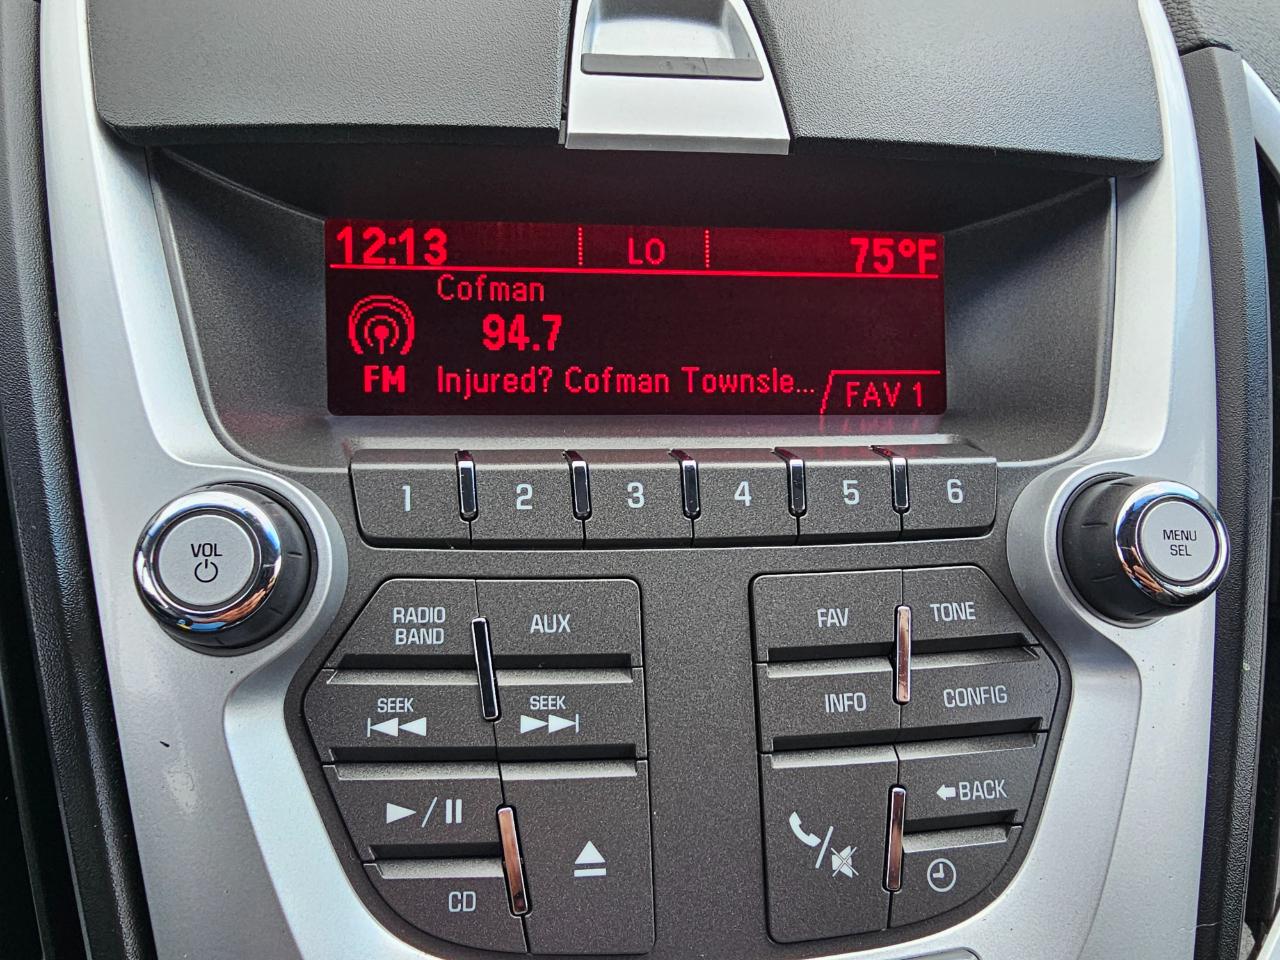 12:13 LO 75°F
Cofman
94.7
FM Injured? Cofman Townsle... FAV 1
1 2 3 4 5 6
VOL
MENU
SEL
RADIO
BAND
AUX
FAV
TONE
SEEK
SEEK
INFO
CONFIG
BACK
CD